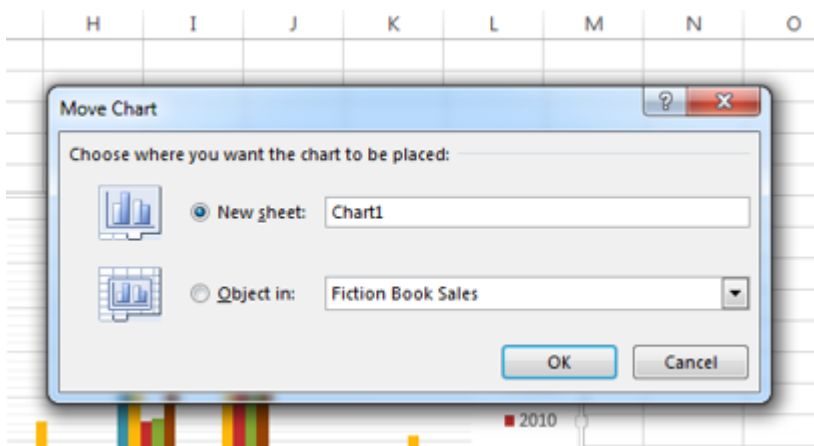 H I J K L M N O
Move Chart ?
Choose where you want the chart to be placed:
New sheet: Chart1
Object in: Fiction Book Sales
OK Cancel
2010